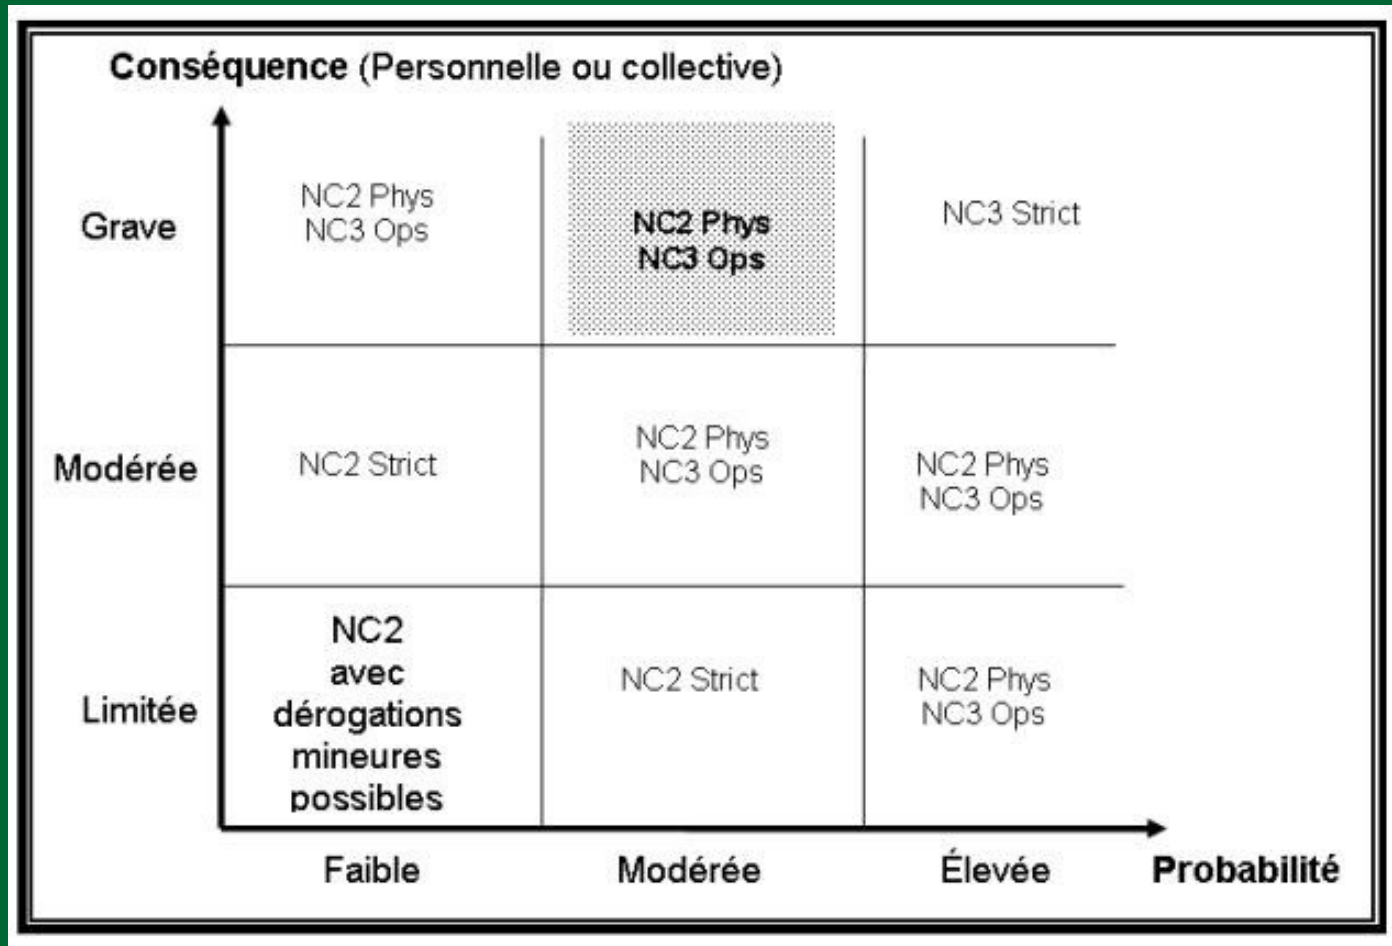 Conséquence (Personnelle ou collective)
Grave
NC2 Phys
NC3 Ops
NC2 Phys
NC3 Ops
NC3 Strict
Modérée
NC2 Strict
NC2 Phys
NC3 Ops
NC2 Phys
NC3 Ops
Limitée
NC2
avec
dérogations
mineures
possibles
NC2 Strict
NC2 Phys
NC3 Ops
Faible
Modérée
Élevée
Probabilité